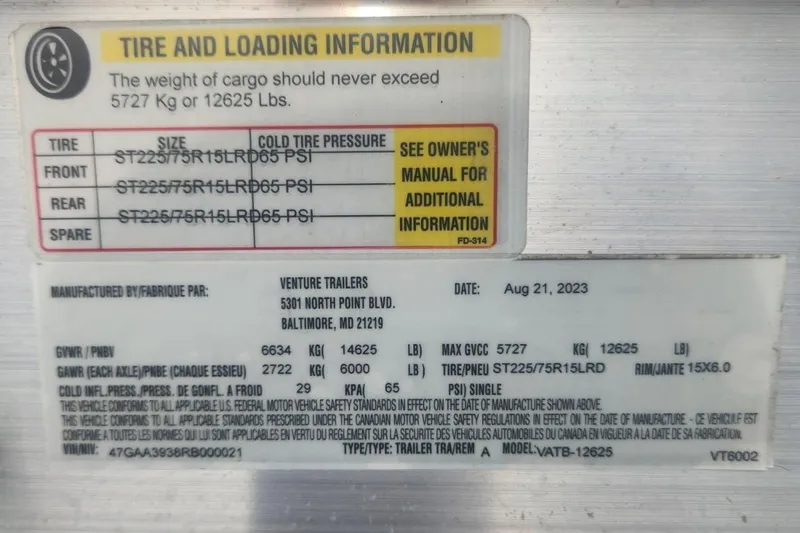 TIRE AND LOADING INFORMATION
The weight of cargo should never exceed
5727 Kg or 12625 Lbs.
TIRE SIZE COLD TIRE PRESSURE
FRONT ST225/75R15LRD65 PSI
REAR ST225/75R15LRD65 PSI
SPARE ST225/75R15LRD65 PSI
SEE OWNER'S
MANUAL FOR
ADDITIONAL
INFORMATION
FD-314
MANUFACTURED BY/FABRIQUE PAR: VENTURE TRAILERS DATE: Aug 21, 2023
5301 NORTH POINT BLVD.
BALTIMORE, MD 21219
GVWR / PNBV 6634 KG( 14625 LB) MAX GVCC 5727 KG( 12625 LB)
GAWR (EACH AXLE)/PNBE (CHAQUE ESSIEU) 2722 KG( 6000 LB) TIRE/PNEU ST225/75R15LRD RIM/JANTE 15X6.0
COLD INFL.PRESS./PRESS. DE GONFL. A FROID 29 KPA( 65 PSI) SINGLE
THIS VEHICLE CONFORMS TO ALL APPLICABLE U.S. FEDERAL MOTOR VEHICLE SAFETY STANDARDS IN EFFECT ON THE DATE OF MANUFACTURE SHOWN ABOVE.
THIS VEHICLE CONFORMS TO ALL APPLICABLE STANDARDS PRESCRIBED UNDER THE CANADIAN MOTOR VEHICLE SAFETY REGULATIONS IN EFFECT ON THE DATE OF MANUFACTURE. - CE VEHICULE EST
CONFORME A TOUTES LES NORMES QUI LUI SONT APPLICABLES EN VERTU DU REGLEMENT SUR LA SECURITE DES VEHICULES AUTOMOBILES DU CANADA EN VIGUEUR A LA DATE DE SA FABRICATION.
VIN/NIV: 47GAA3938RB000021 TYPE/TYPE: TRAILER TRA/REM A MODEL: VATB-12625 VT6002